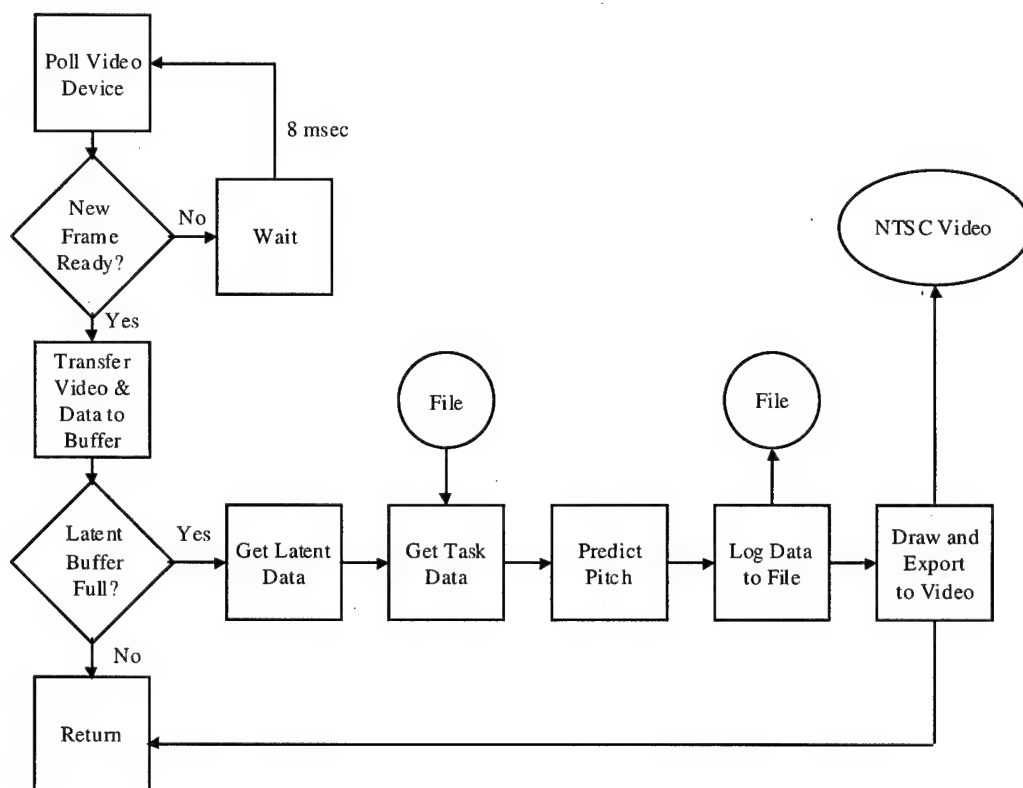 Poll Video
Device
8 msec
New
Frame
Ready?
No
Wait
NTSC Video
Yes
Transfer
Video &
Data to
Buffer
File
File
Latent
Buffer
Full?
Yes
Get Latent
Data
Get Task
Data
Predict
Pitch
Log Data
to File
Draw and
Export
to Video
No
Return